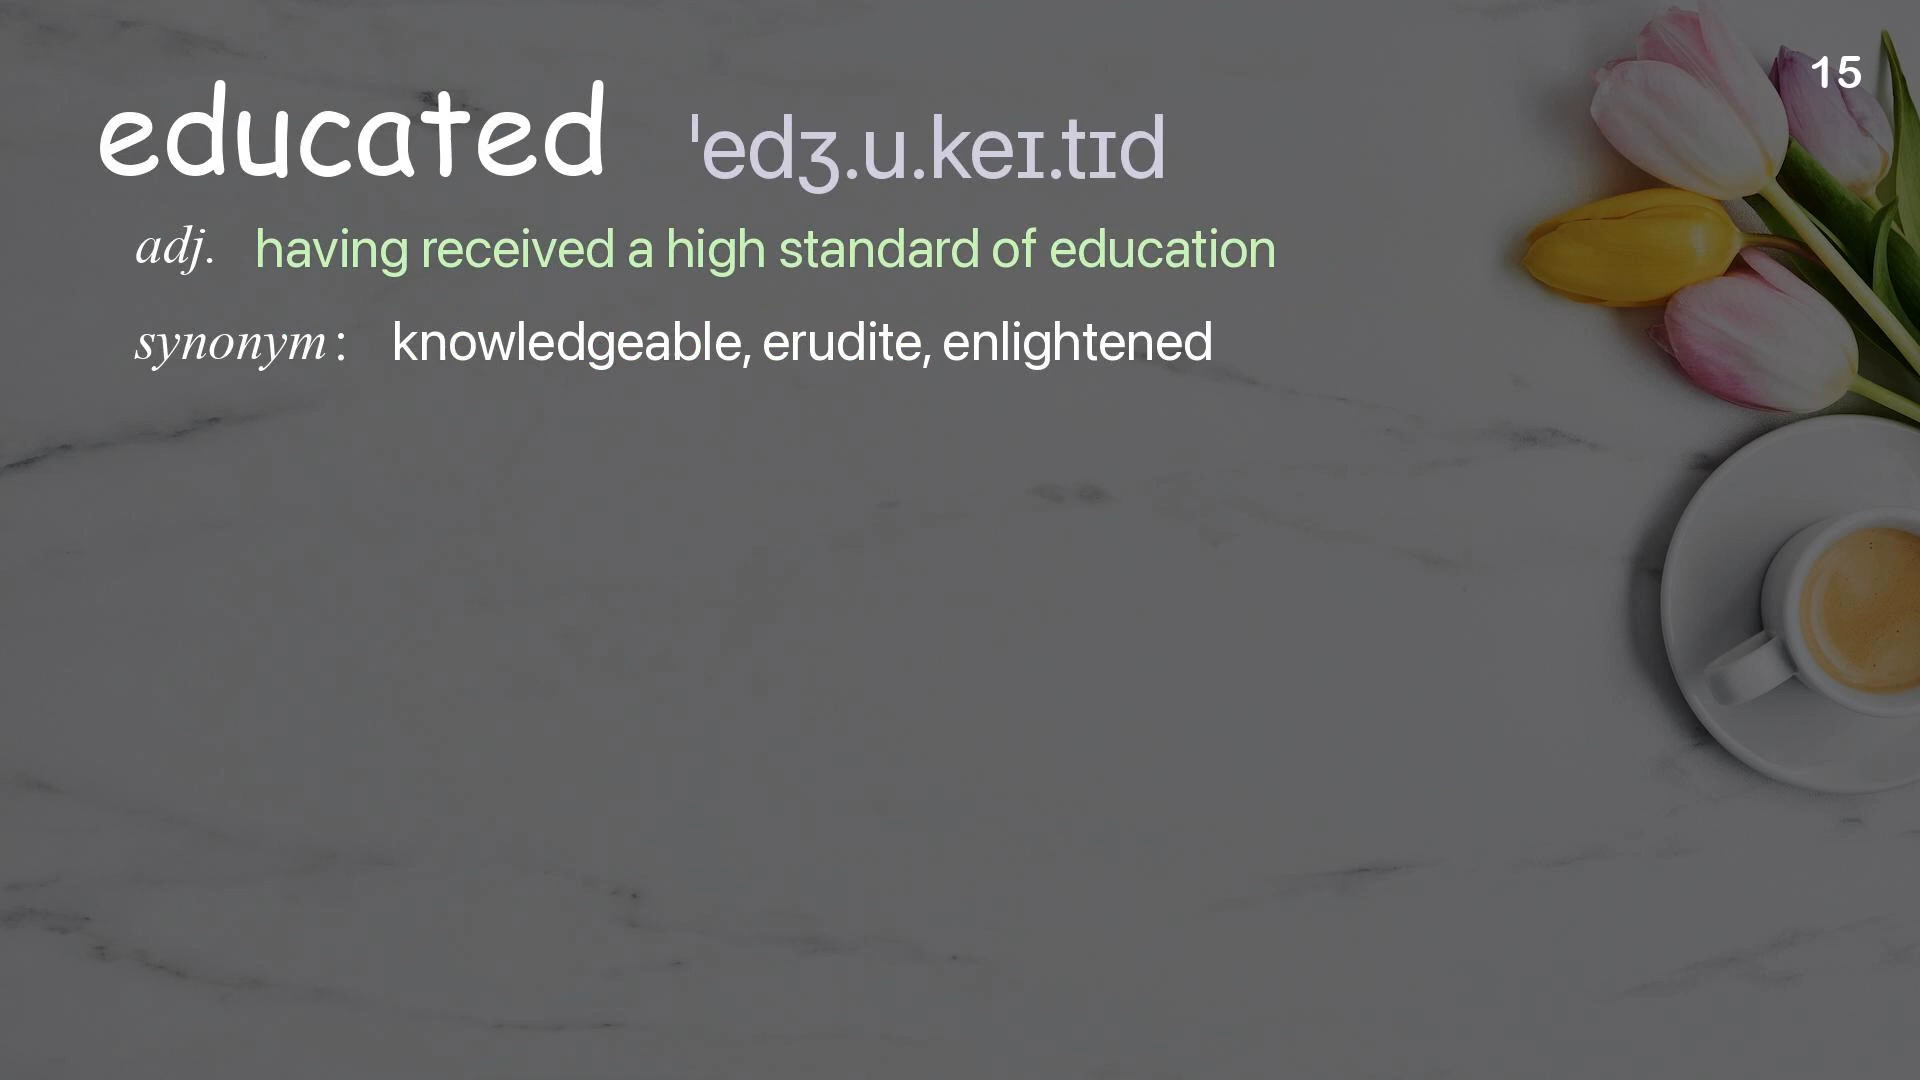 15
educated ˈedʒ.u.keɪ.tɪd
adj. having received a high standard of education
synonym: knowledgeable, erudite, enlightened